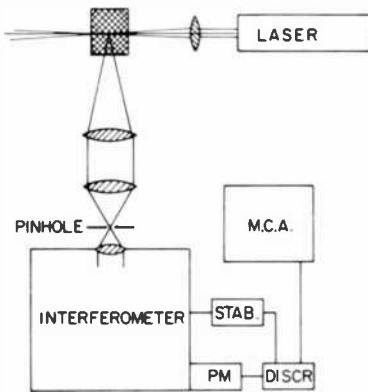 LASER
PINHOLE
M.C.A.
INTERFEROMETER
STAB.
PM
DISCR